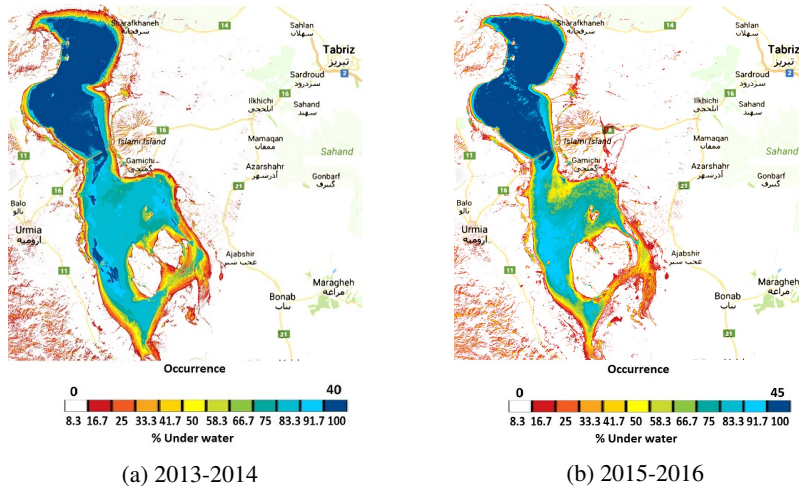 Sharafkhaneh
شرفخانه
14
Sahlan
سهلان
Tabriz
تبریز
2
Sardroud
سردرود
16
Ilkhichi
ایلخچی
Sahand
سهند
Islami Island
Mamaqan
ممقان
Sahand
11
Gamichi
گمیچی
Azarshahr
آذرشهر
Gonbarf
گنبرف
16
21
Balo
بالو
Urmia
ارومیه
11
Ajabshir
عجب شیر
Maragheh
مراغه
Bonab
بناب
21
Occurrence
0 40
8.3 16.7 25 33.3 41.7 50 58.3 66.7 75 83.3 91.7 100
% Under water
(a) 2013-2014
Sharafkhaneh
شرفخانه
14
Sahlan
سهلان
Tabriz
تبریز
2
Sardroud
سردرود
16
Ilkhichi
ایلخچی
Sahand
سهند
Islami Island
Mamaqan
ممقان
Sahand
11
Gamichi
گمیچی
Azarshahr
آذرشهر
Gonbarf
گنبرف
16
21
Balo
بالو
Urmia
ارومیه
11
Ajabshir
عجب شیر
Maragheh
مراغه
Bonab
بناب
21
Occurrence
0 45
8.3 16.7 25 33.3 41.7 50 58.3 66.7 75 83.3 91.7 100
% Under water
(b) 2015-2016